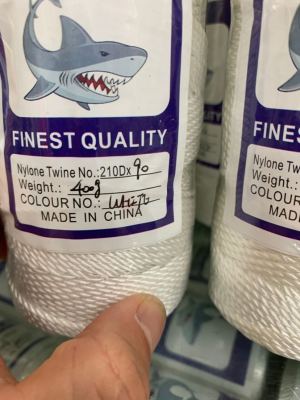 FINEST QUALITY
Nylone Twine No.:210Dx90
Weight.: 400g
COLOUR NO.: White
MADE IN CHINA
FINES
Nylone Twine
Weight.:
COLOUR
MAD